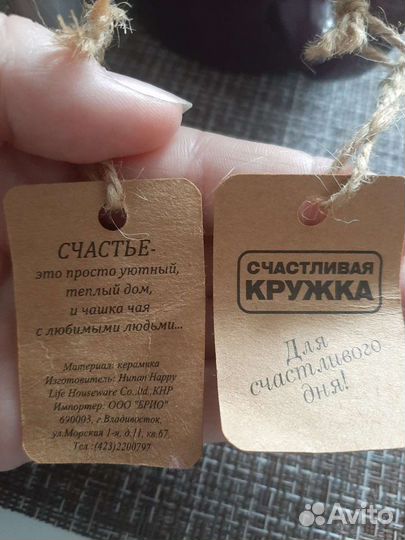 СЧАСТЬЕ-
это просто уютный,
теплый дом,
и чашка чая
с любимыми людьми...
Материал: керамика
Изготовитель: Hunan Happy
Life Houseware Co.,ltd, КНР
Импортер: ООО "БРИО"
690003, г.Владивосток,
ул.Морская 1-я, д.11, кв.67
Тел.:(423)2200797
СЧАСТЛИВАЯ
КРУЖКА
Для
счастливого
дня!
Avito